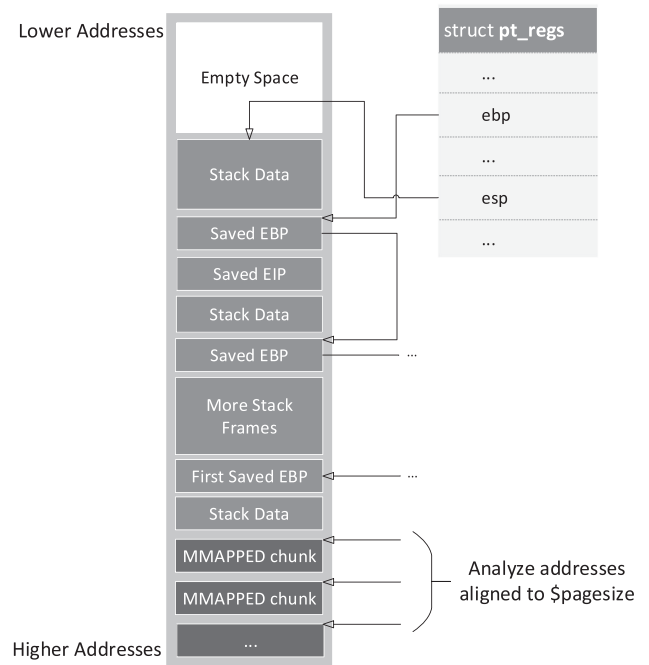 Lower Addresses
Empty Space
Stack Data
Saved EBP
Saved EIP
Stack Data
Saved EBP
...
More Stack
Frames
First Saved EBP
...
Stack Data
MMAPPED chunk
MMAPPED chunk
...
Higher Addresses
struct pt_regs
...
ebp
...
esp
...
Analyze addresses
aligned to $pagesize